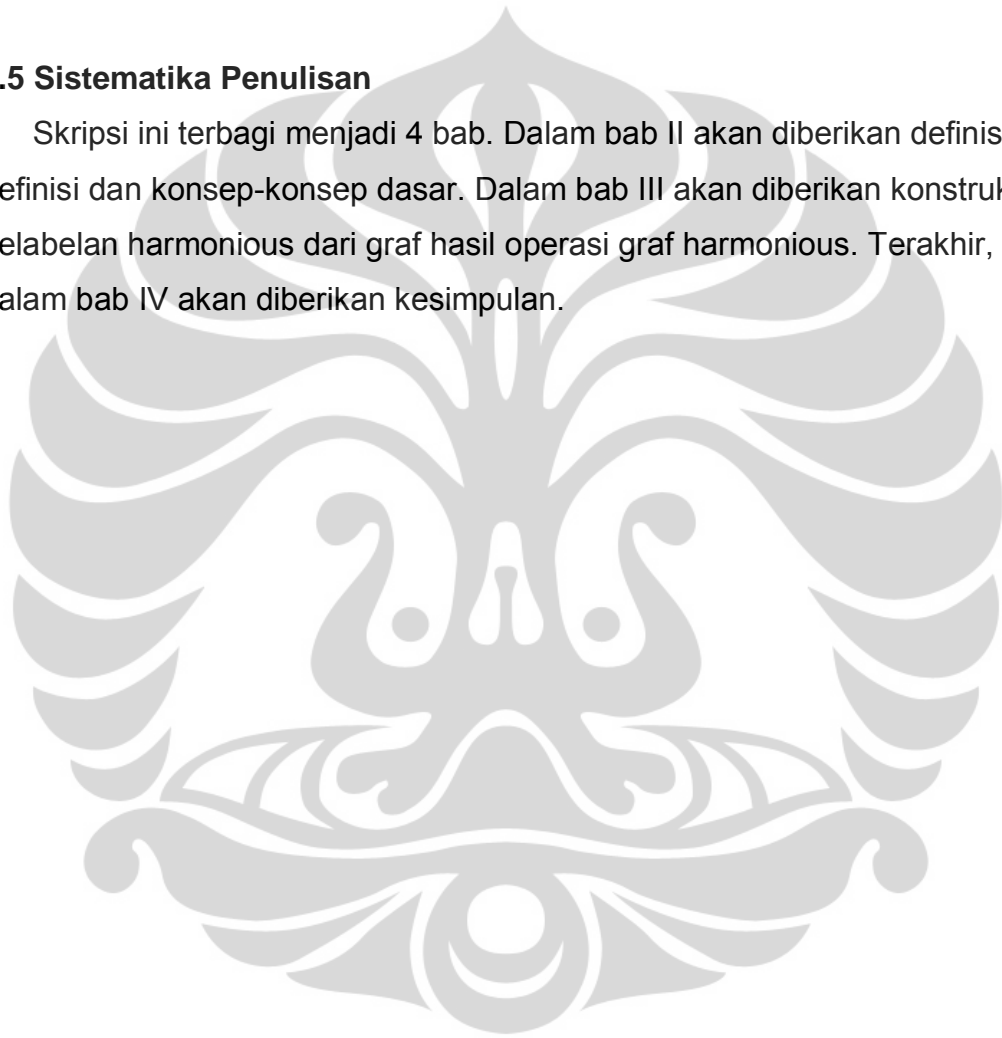 .5 Sistematika Penulisan
Skripsi ini terbagi menjadi 4 bab. Dalam bab II akan diberikan definis
efinisi dan konsep-konsep dasar. Dalam bab III akan diberikan konstruk
elabelan harmonious dari graf hasil operasi graf harmonious. Terakhir,
alam bab IV akan diberikan kesimpulan.